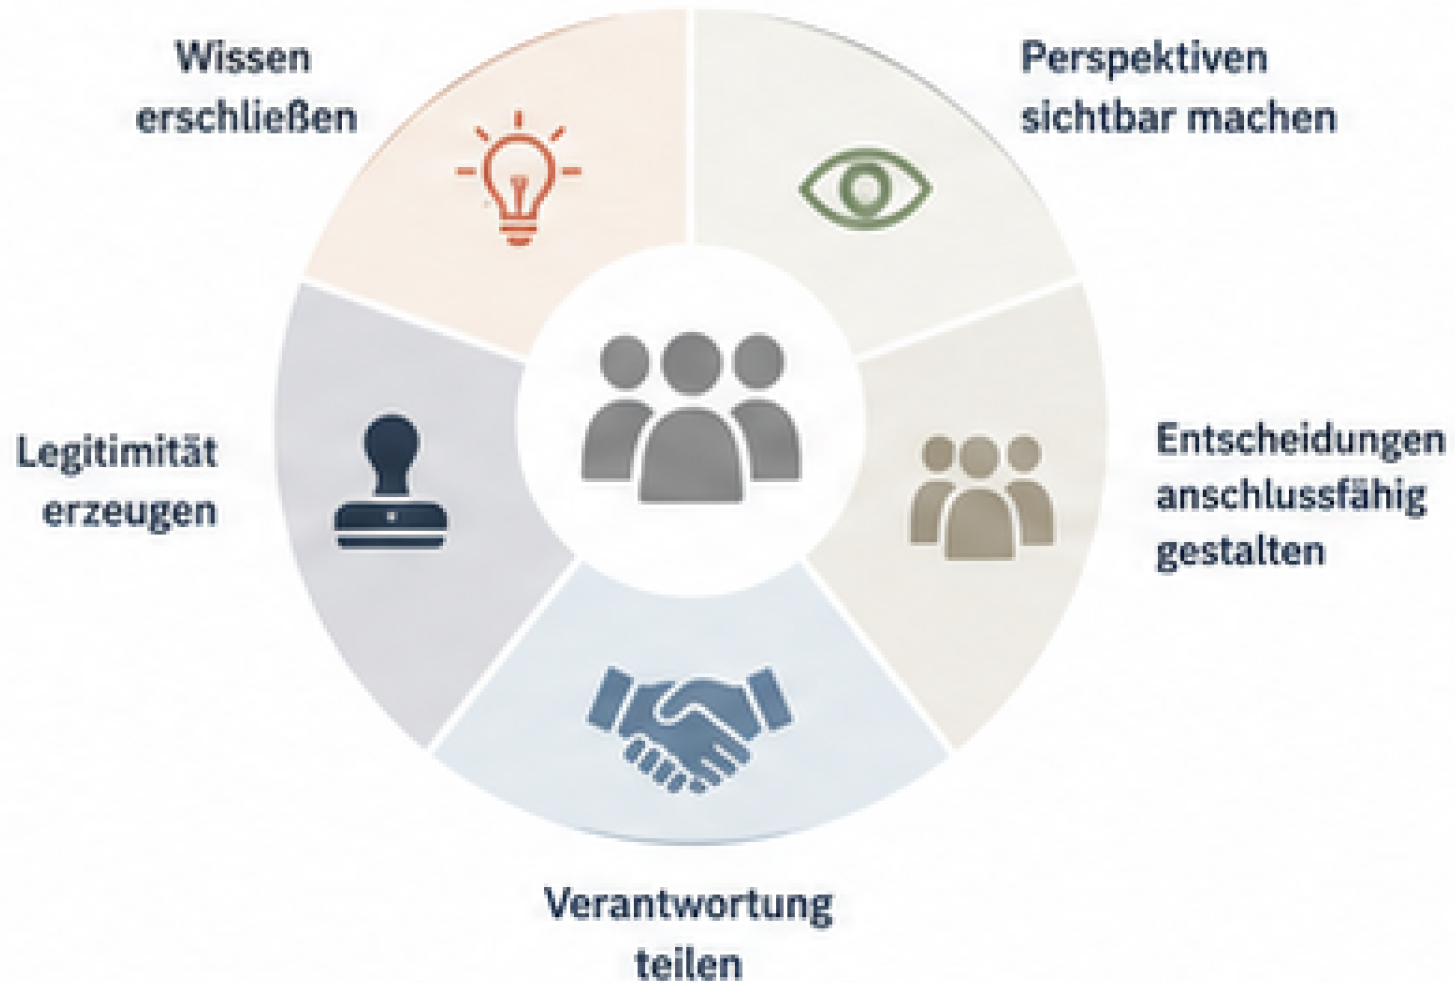 Wissen
erschließen
Perspektiven
sichtbar machen
Entscheidungen
anschlussfähig
gestalten
Verantwortung
teilen
Legitimität
erzeugen